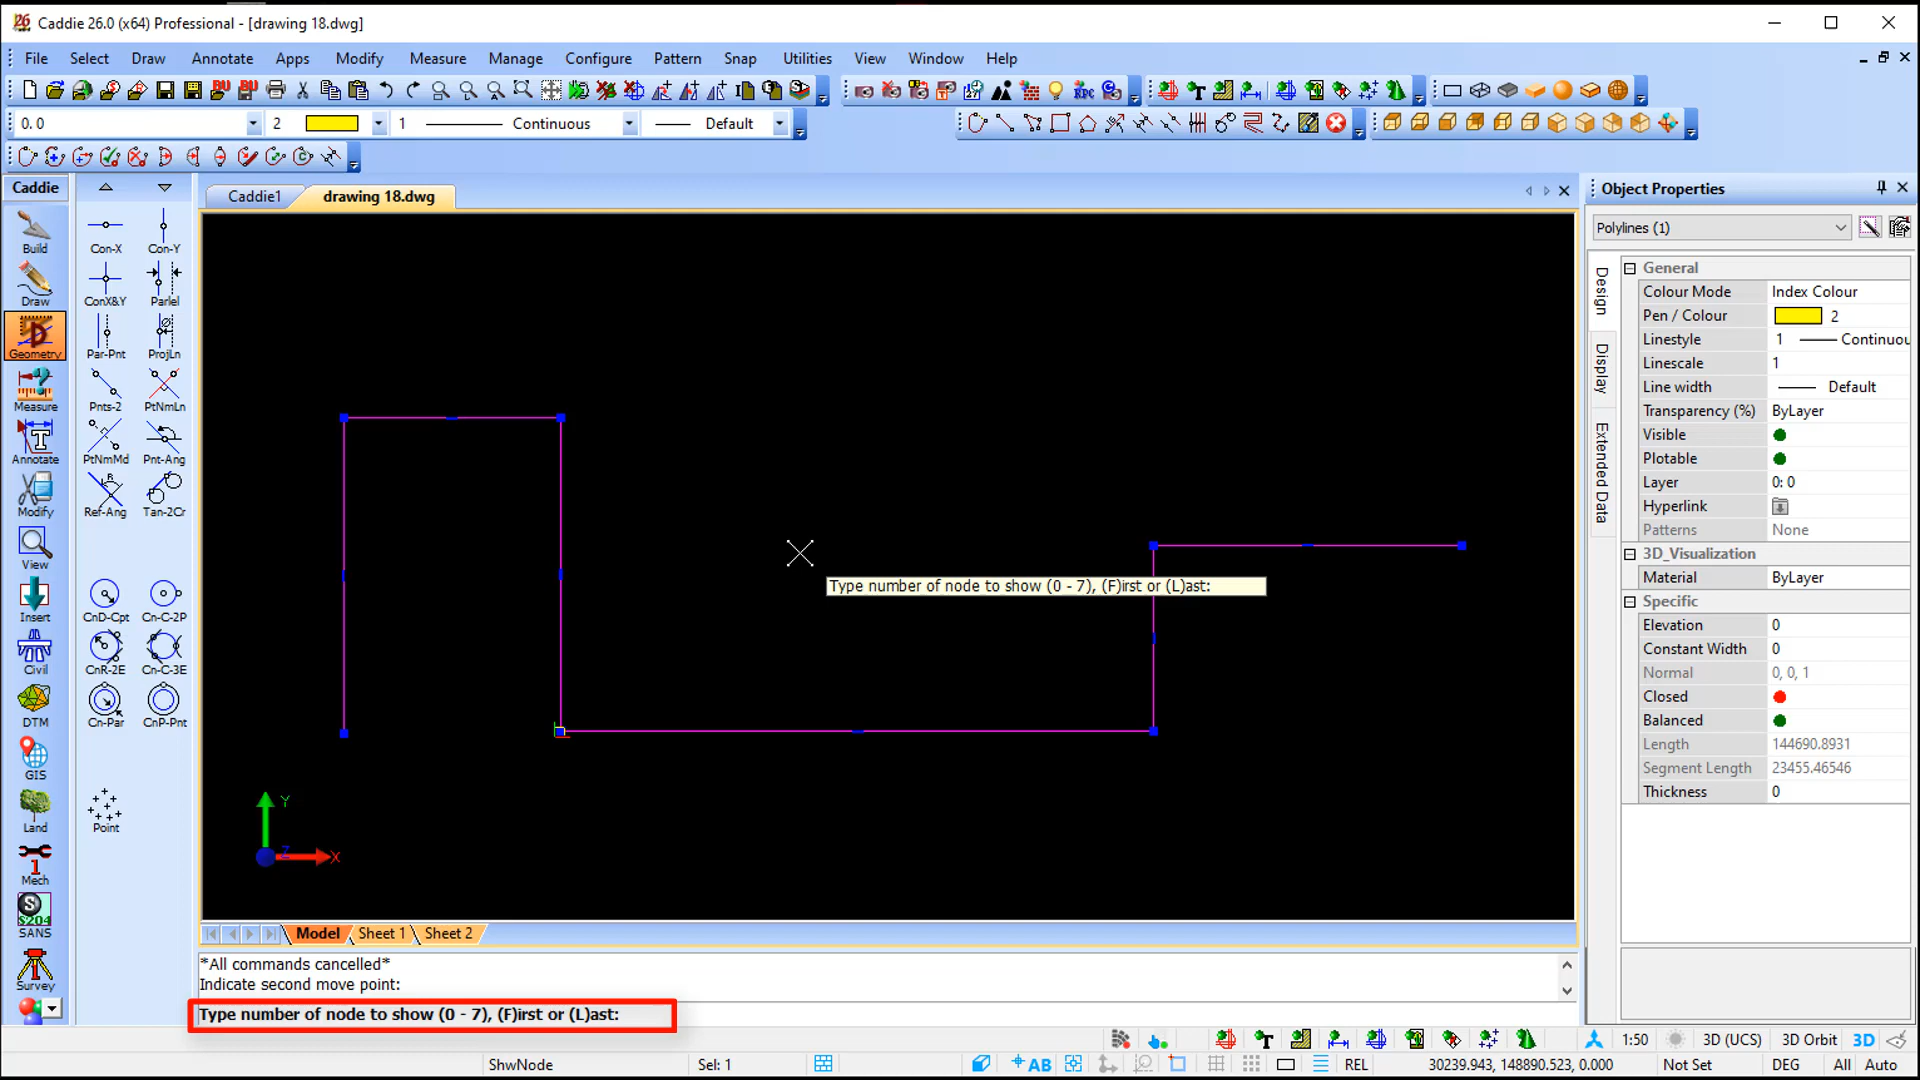 Caddie 26.0 (x64) Professional - [drawing 18.dwg]
File Select Draw Annotate Apps Modify Measure Manage Configure Pattern Snap Utilities View Window Help
0. 0 2 1 Continuous Default
Caddie
Build
Draw
Geometry
Measure
Annotate
Modify
View
Insert
Civil
DTM
GIS
Land
Mech
SANS
Survey
Con-X Con-Y
ConX&Y Parlel
Par-Pnt ProjLn
Pnts-2 PtNmLn
PtNmMd Pnt-Ang
Ref-Ang Tan-2Cr
CnD-Cpt Cn-C-2P
CnR-2E Cn-C-3E
Cn-Par CnP-Pnt
Point
Caddie1 drawing 18.dwg
Type number of node to show (0 - 7), (F)irst or (L)ast:
Y
Z X
Model Sheet 1 Sheet 2
*All commands cancelled*
Indicate second move point:
Type number of node to show (0 - 7), (F)irst or (L)ast:
Object Properties
Polylines (1)
Design
Display
Extended Data
General
Colour Mode Index Colour
Pen / Colour 2
Linestyle 1 Continuou
Linescale 1
Line width Default
Transparency (%) ByLayer
Visible
Plotable
Layer 0: 0
Hyperlink
Patterns None
3D_Visualization
Material ByLayer
Specific
Elevation 0
Constant Width 0
Normal 0, 0, 1
Closed
Balanced
Length 144690.8931
Segment Length 23455.46546
Thickness 0
1:50 3D (UCS) 3D Orbit 3D
ShwNode Sel: 1 AB REL 30239.943, 148890.523, 0.000 Not Set DEG All Auto